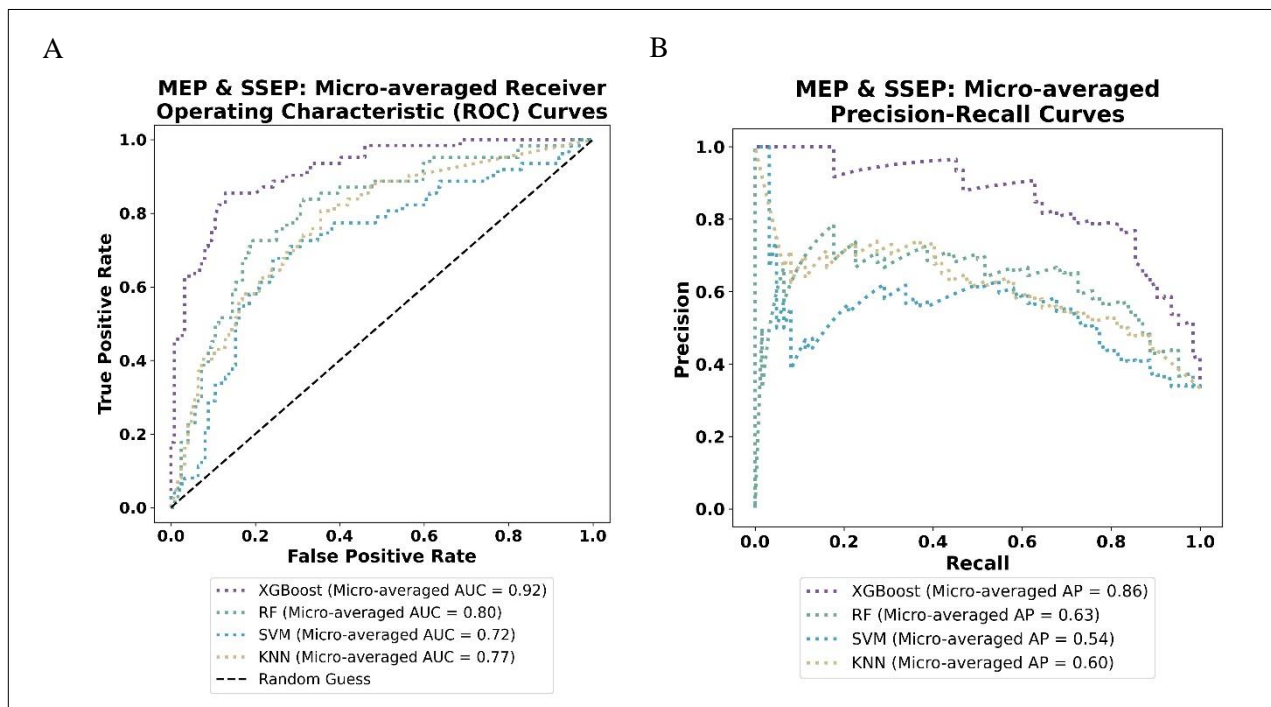 A
MEP & SSEP: Micro-averaged Receiver
Operating Characteristic (ROC) Curves
1.0
0.8
0.6
0.4
0.2
0.0
True Positive Rate
0.0 0.2 0.4 0.6 0.8 1.0
False Positive Rate
XGBoost (Micro-averaged AUC = 0.92)
RF (Micro-averaged AUC = 0.80)
SVM (Micro-averaged AUC = 0.72)
KNN (Micro-averaged AUC = 0.77)
Random Guess
B
MEP & SSEP: Micro-averaged
Precision-Recall Curves
1.0
0.8
0.6
0.4
0.2
0.0
Precision
0.0 0.2 0.4 0.6 0.8 1.0
Recall
XGBoost (Micro-averaged AP = 0.86)
RF (Micro-averaged AP = 0.63)
SVM (Micro-averaged AP = 0.54)
KNN (Micro-averaged AP = 0.60)